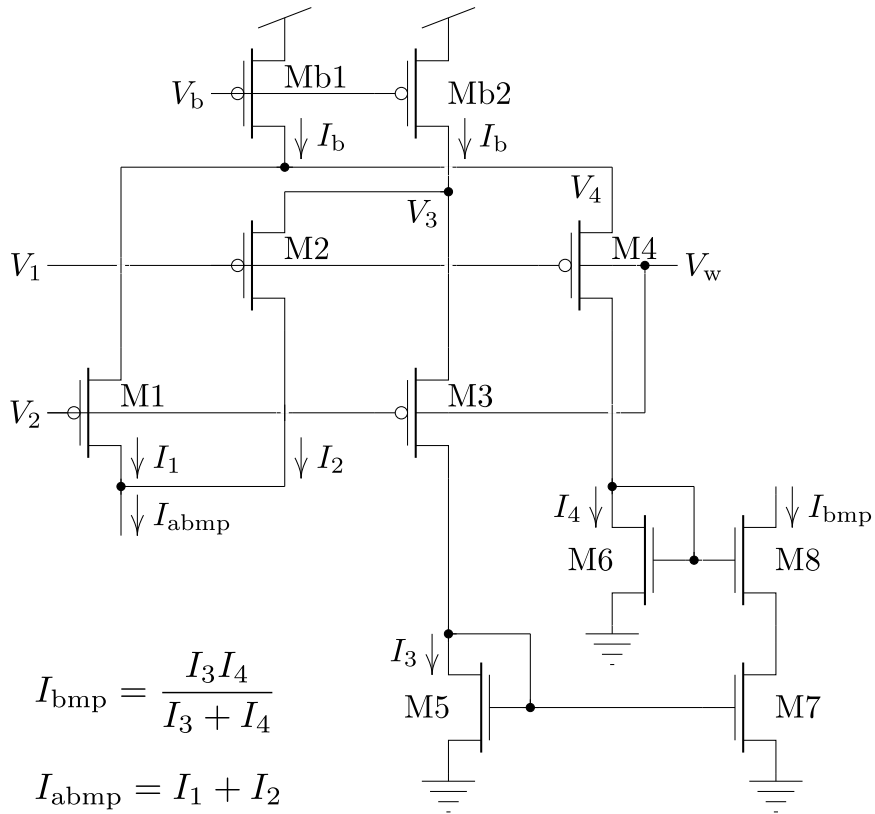 Mb1
V_b
Mb2
I_b
I_b
V_4
V_3
M2
M4
V_1
V_w
M1
M3
V_2
I_1
I_2
I_abmp
I_4
I_bmp
M6
M8
I_3
I_bmp = I_3 I_4 / (I_3 + I_4)
M5
M7
I_abmp = I_1 + I_2